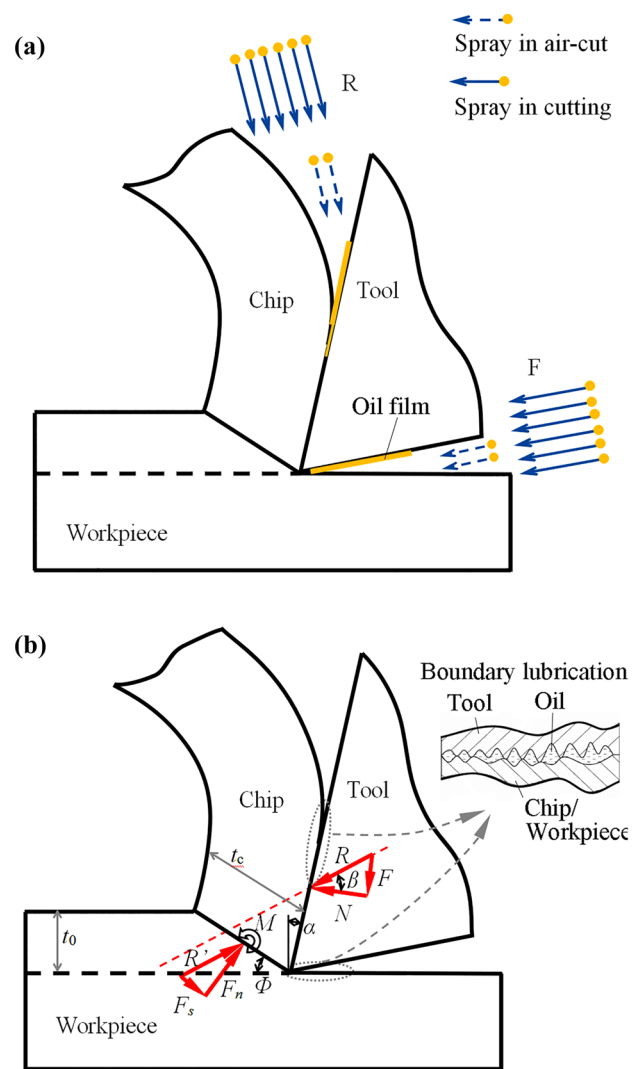 (a)
Spray in air-cut
R
Spray in cutting
Chip
Tool
F
Oil film
Workpiece
(b)
Boundary lubrication
Tool
Oil
Chip
Tool
Chip/
Workpiece
tc
R
β
F
N
M
α
t0
R’
Φ
Fs
Fn
Workpiece